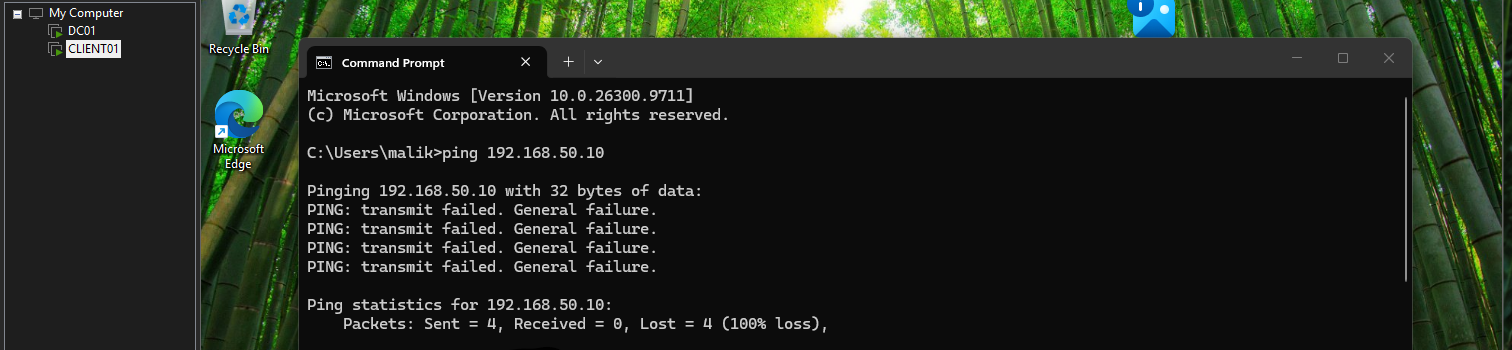 My Computer
DC01
CLIENT01
Recycle Bin
Microsoft
Edge
Command Prompt
Microsoft Windows [Version 10.0.26300.9711]
(c) Microsoft Corporation. All rights reserved.
C:\Users\malik>ping 192.168.50.10
Pinging 192.168.50.10 with 32 bytes of data:
PING: transmit failed. General failure.
PING: transmit failed. General failure.
PING: transmit failed. General failure.
PING: transmit failed. General failure.
Ping statistics for 192.168.50.10:
    Packets: Sent = 4, Received = 0, Lost = 4 (100% loss),